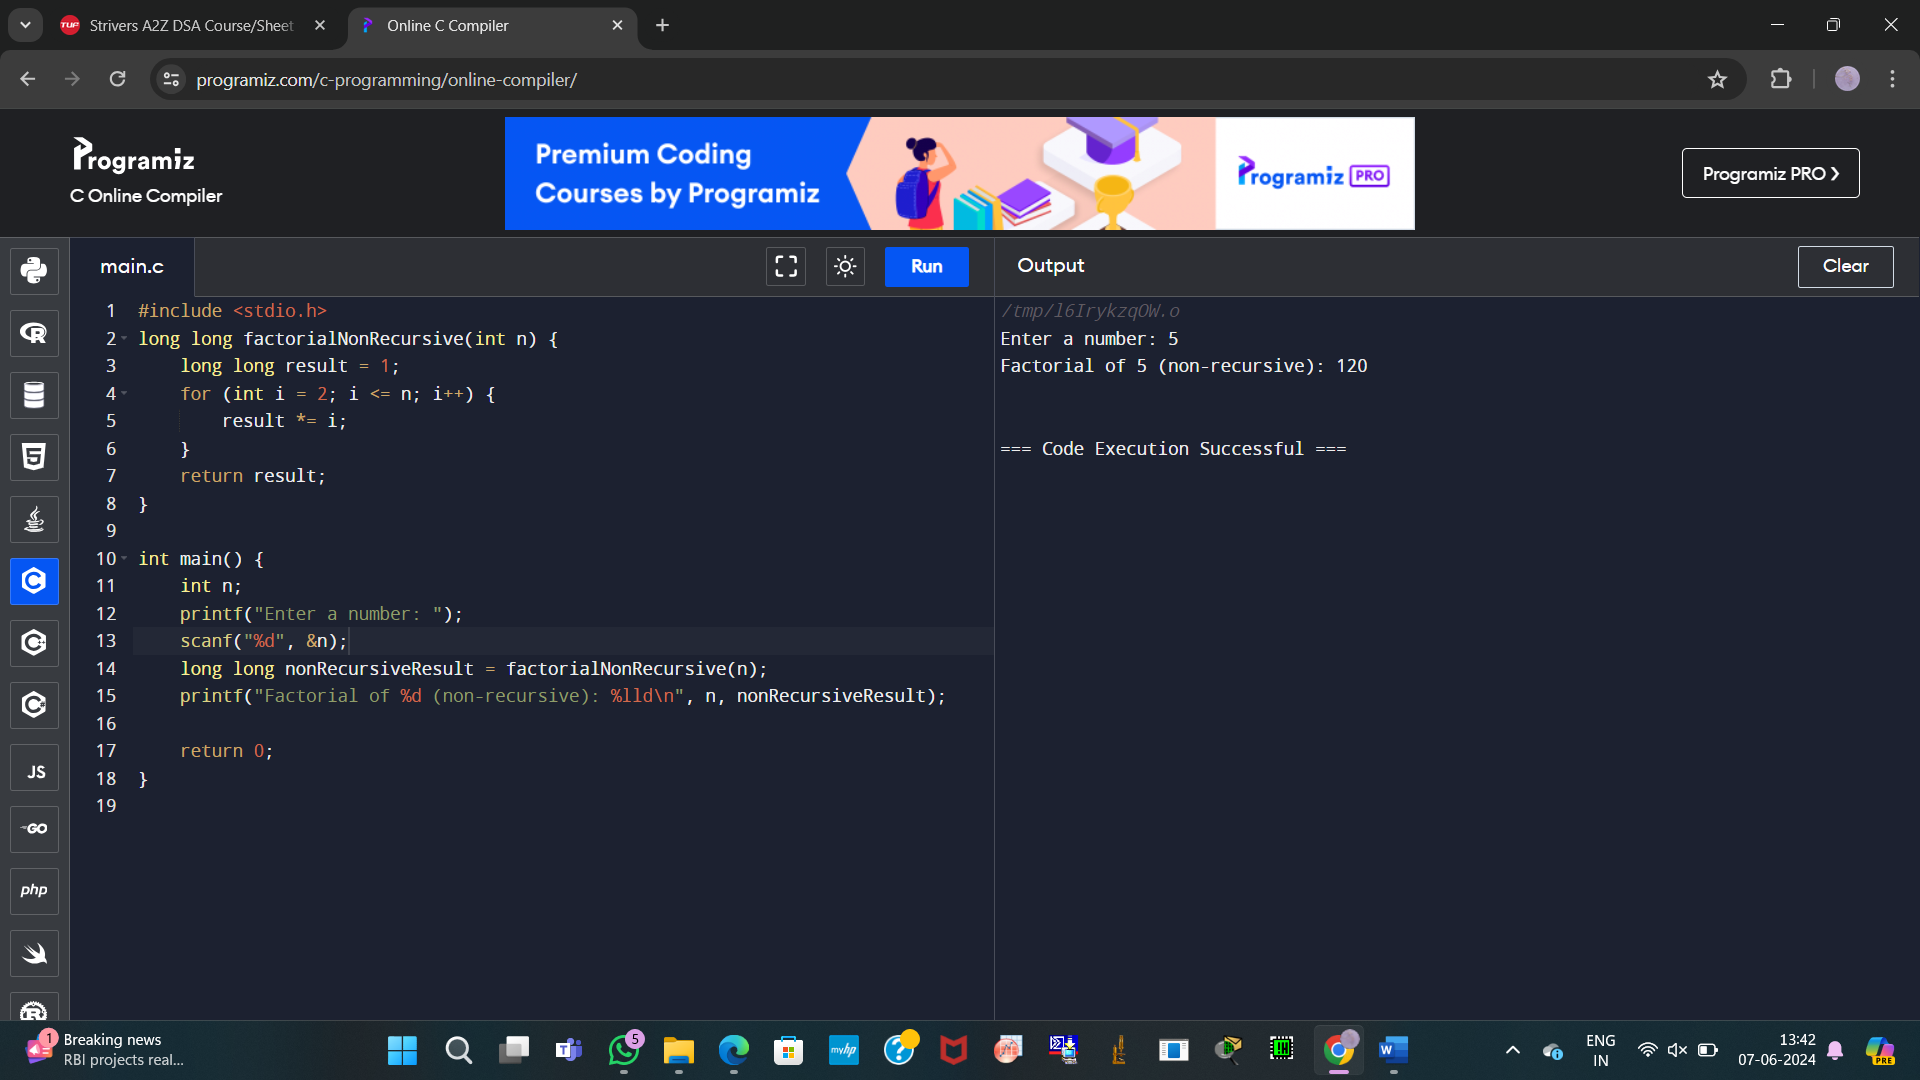 Strivers A2Z DSA Course/Sheet
Online C Compiler
programiz.com/c-programming/online-compiler/
Programiz
C Online Compiler
Premium Coding
Courses by Programiz
Programiz PRO
Programiz PRO ❯
main.c
Run
Output
Clear
1 #include <stdio.h>
2 long long factorialNonRecursive(int n) {
3     long long result = 1;
4     for (int i = 2; i <= n; i++) {
5         result *= i;
6     }
7     return result;
8 }
9
10 int main() {
11     int n;
12     printf("Enter a number: ");
13     scanf("%d", &n);
14     long long nonRecursiveResult = factorialNonRecursive(n);
15     printf("Factorial of %d (non-recursive): %lld\n", n, nonRecursiveResult);
16
17     return 0;
18 }
19
/tmp/l6IrykzqOW.o
Enter a number: 5
Factorial of 5 (non-recursive): 120
=== Code Execution Successful ===
JS
GO
php
1
Breaking news
RBI projects real...
5
myhp
ENG
IN
13:42
07-06-2024
PRE